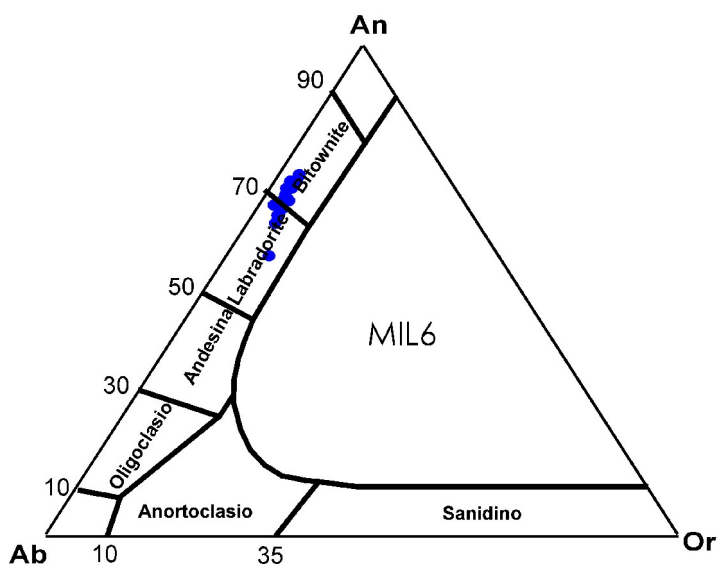 An
90
Bitownite
70
Labradorite
50
Andesina
MIL6
30
Oligoclasio
10
Anortoclasio
Sanidino
Ab
10
35
Or